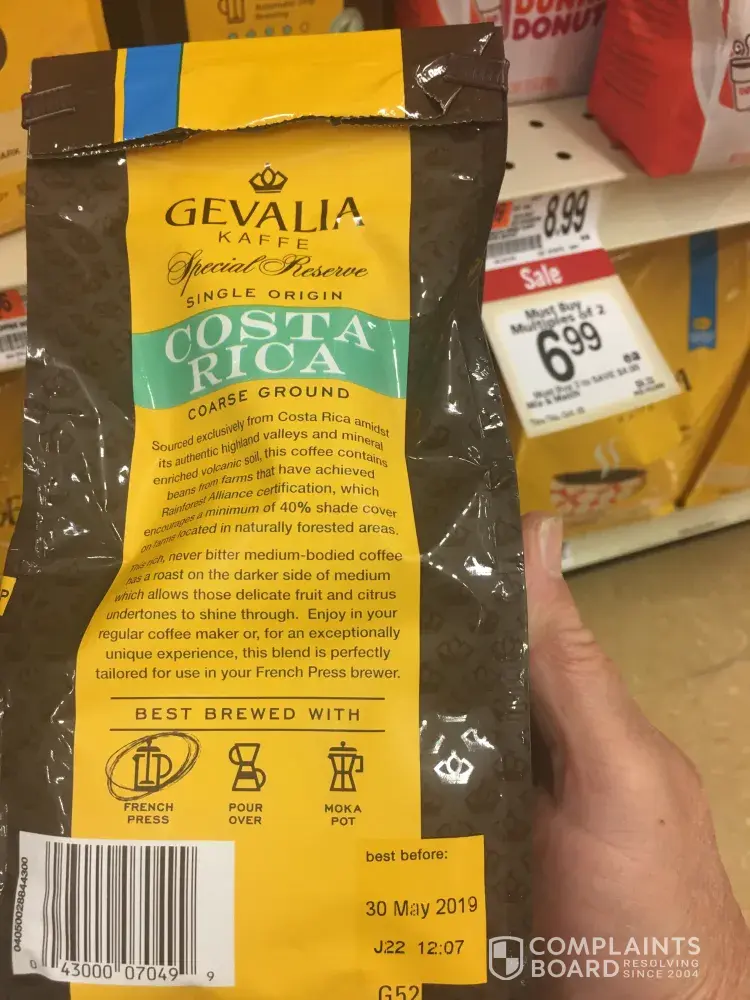 DUNKIN'
DONUT
GEVALIA
KAFFE
Special Reserve
SINGLE ORIGIN
COSTA
RICA
COARSE GROUND
Sourced exclusively from Costa Rica amidst
its authentic highland valleys and mineral
enriched volcanic soil, this coffee contains
beans from farms that have achieved
Rainforest Alliance certification, which
encourages a minimum of 40% shade cover
on farms located in naturally forested areas.
This rich, never bitter medium-bodied coffee
has a roast on the darker side of medium
which allows those delicate fruit and citrus
undertones to shine through. Enjoy in your
regular coffee maker or, for an exceptionally
unique experience, this blend is perfectly
tailored for use in your French Press brewer.
BEST BREWED WITH
FRENCH
PRESS
POUR
OVER
MOKA
POT
best before:
30 May 2019
J22 12:07
G52
04050028844300
0 43000 07049 9
8.99
Sale
Must Buy
Multiples of 2
6.99
ea
COMPLAINTS
BOARD
RESOLVING
SINCE 2004